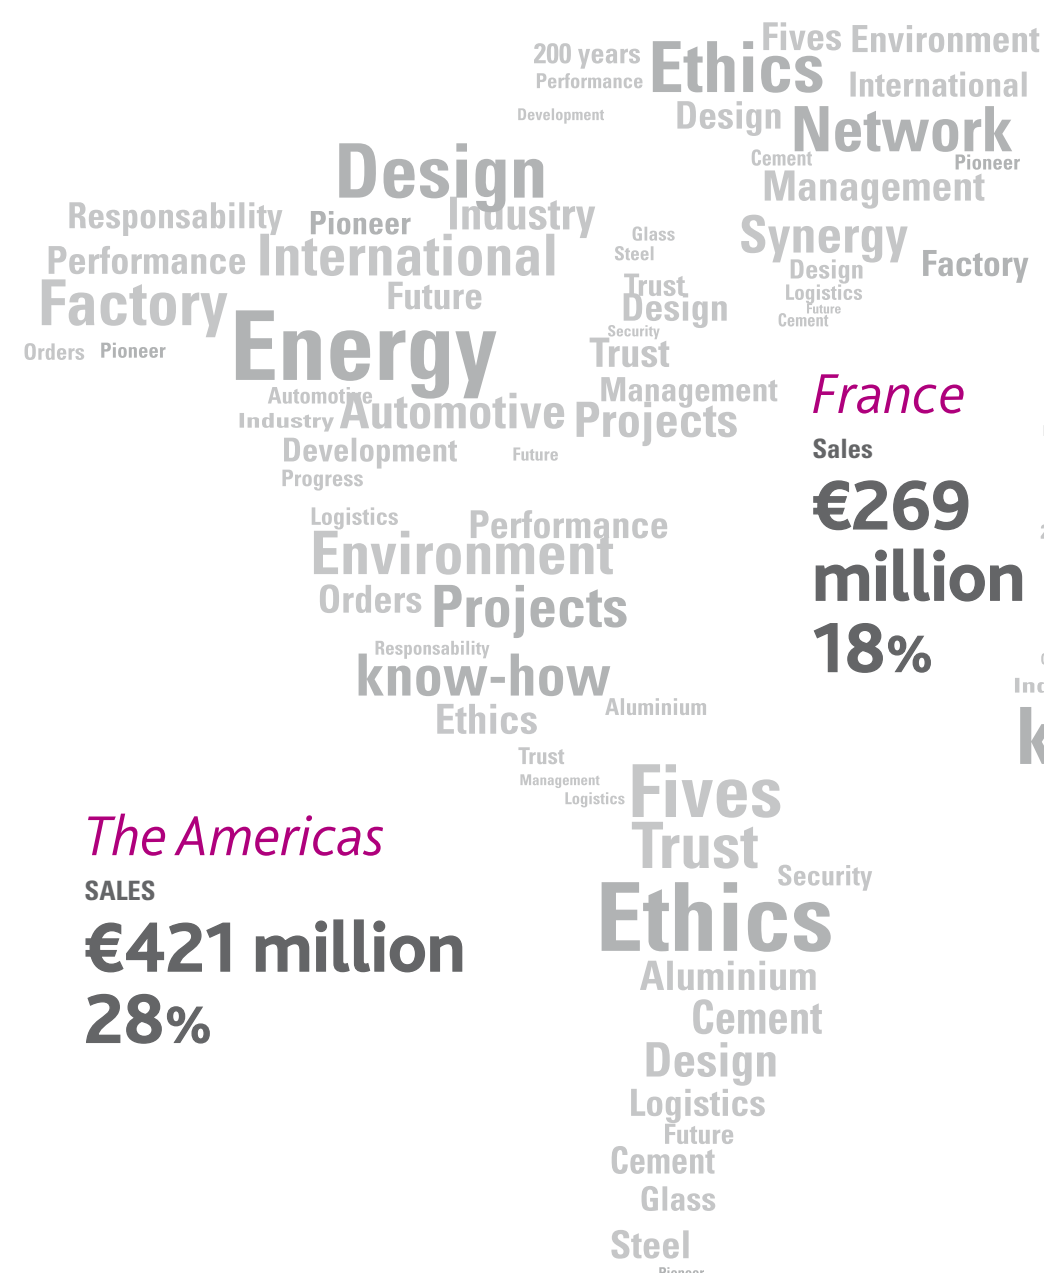 Fives Environment
200 years Ethics
Performance International
Development Design Network
Cement Pioneer
Design
Management
Responsability Pioneer Industry
Glass Synergy
Performance International Steel Factory
Design
Factory Future Trust
Design Logistics
Future
Energy Security Cement
Orders Pioneer Trust
Automotive Management
Industry Automotive Projects
Development Future
Progress
France
Sales
€269
million
18%
Logistics Performance
Environment
Orders Projects
Responsability
know-how
Ethics Aluminium
Trust
Management
Logistics Fives
Trust
Security
Ethics
Aluminium
Cement
Design
Logistics
Future
Cement
Glass
Steel
Pioneer
The Americas
SALES
€421 million
28%